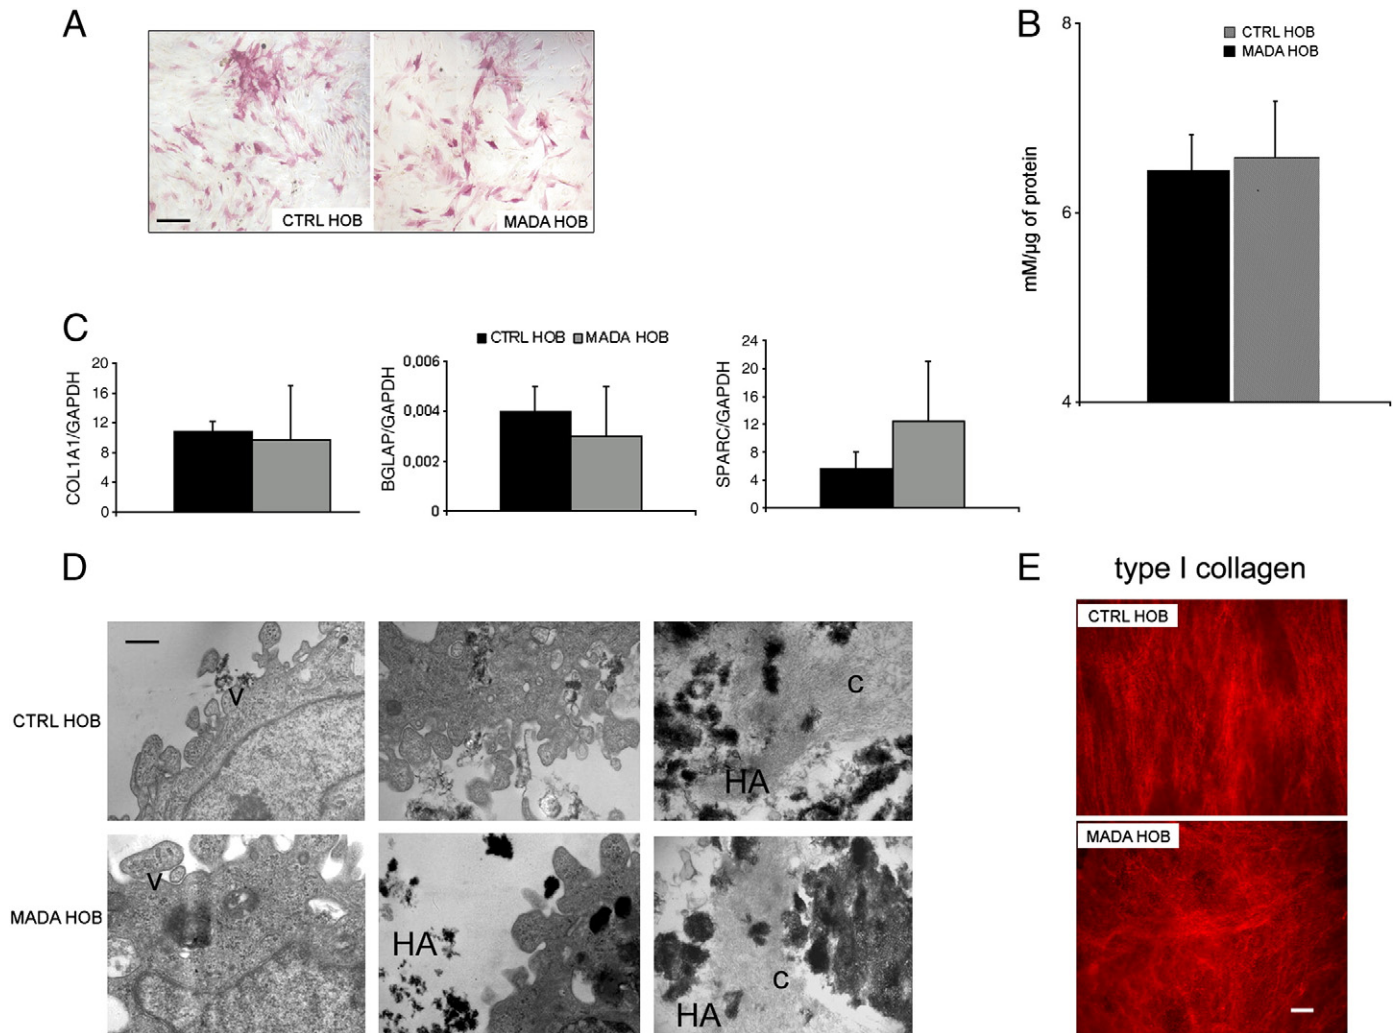 A
CTRL HOB
MADA HOB
B
8
6
4
mM/µg of protein
CTRL HOB
MADA HOB
C
CTRL HOB MADA HOB
COL1A1/GAPDH
20
16
12
8
4
0
BGLAP/GAPDH
0,006
0,004
0,002
0
SPARC/GAPDH
24
20
16
12
8
4
0
D
CTRL HOB
V
C
HA
MADA HOB
V
HA
C
HA
E
type I collagen
CTRL HOB
MADA HOB